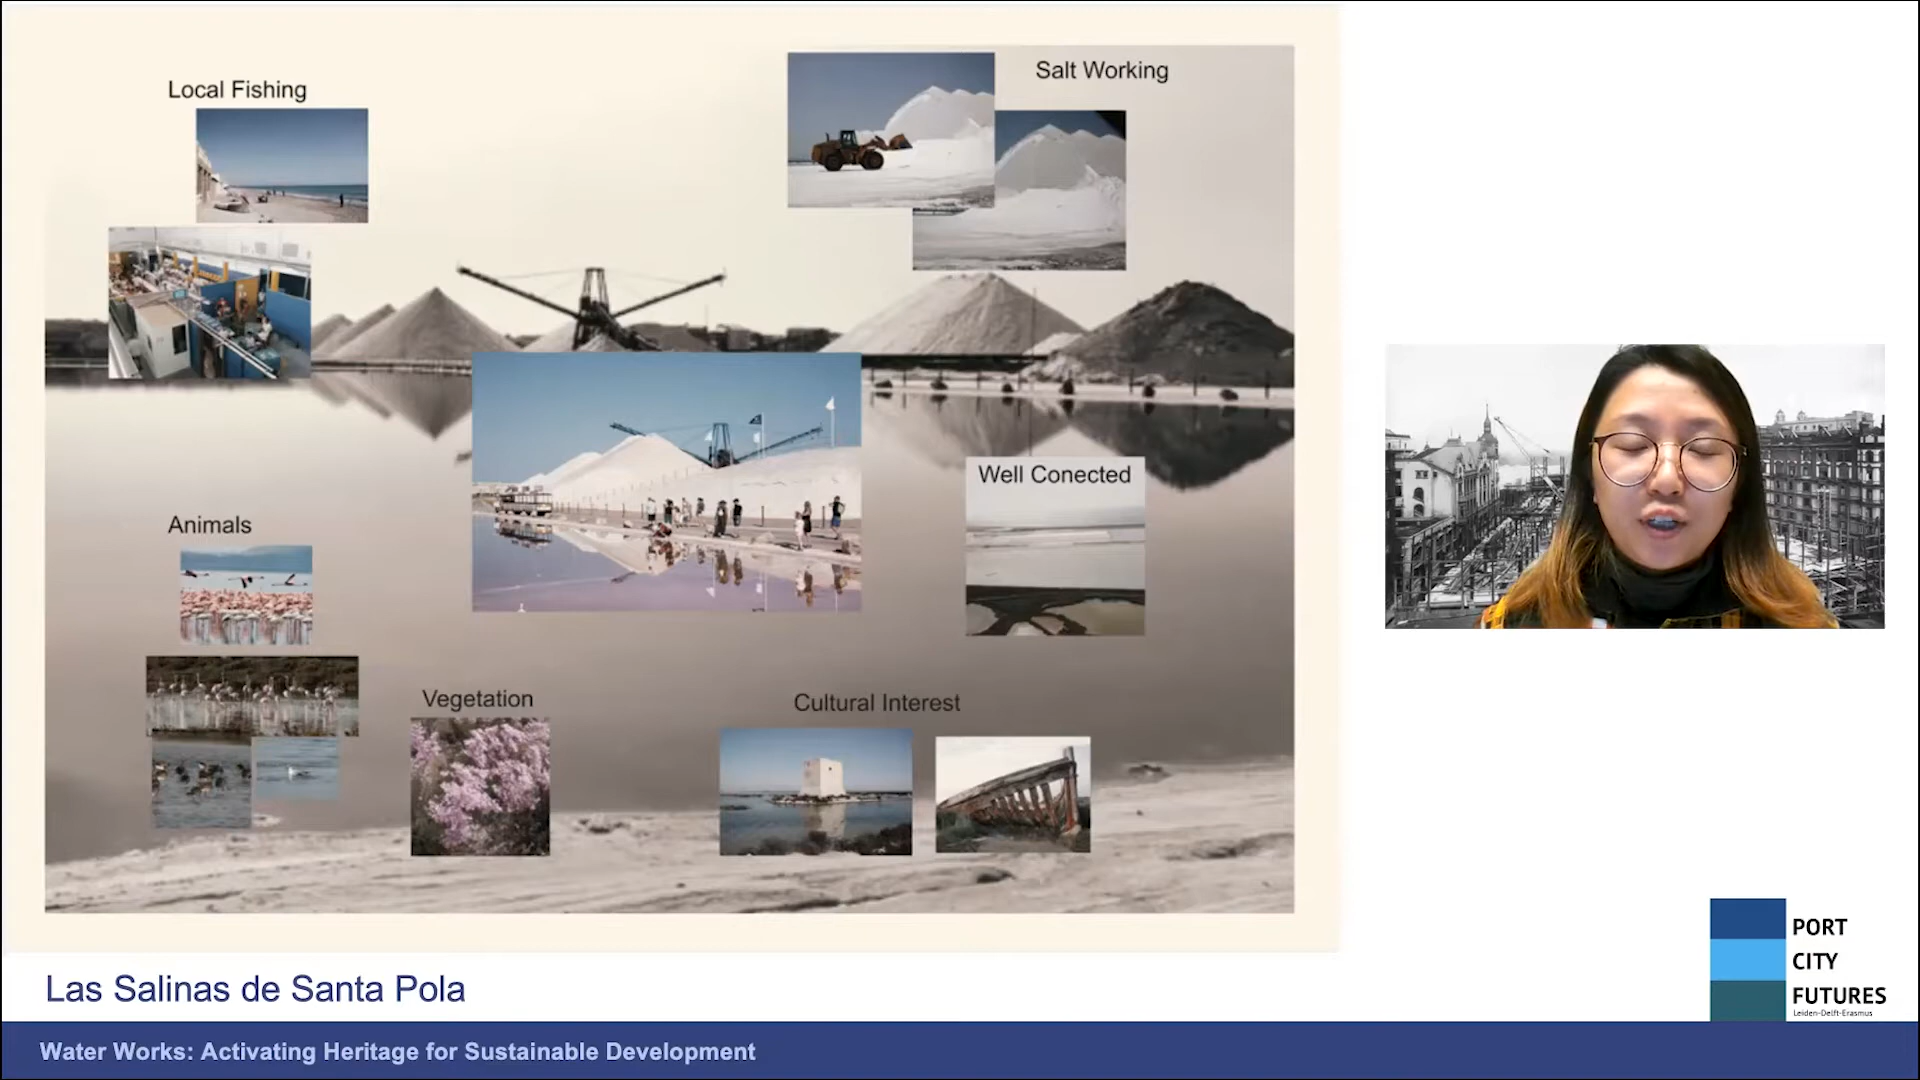 Local Fishing
Salt Working
Well Conected
Animals
Vegetation
Cultural Interest
Las Salinas de Santa Pola
PORT
CITY
FUTURES
Leiden-Delft-Erasmus
Water Works: Activating Heritage for Sustainable Development